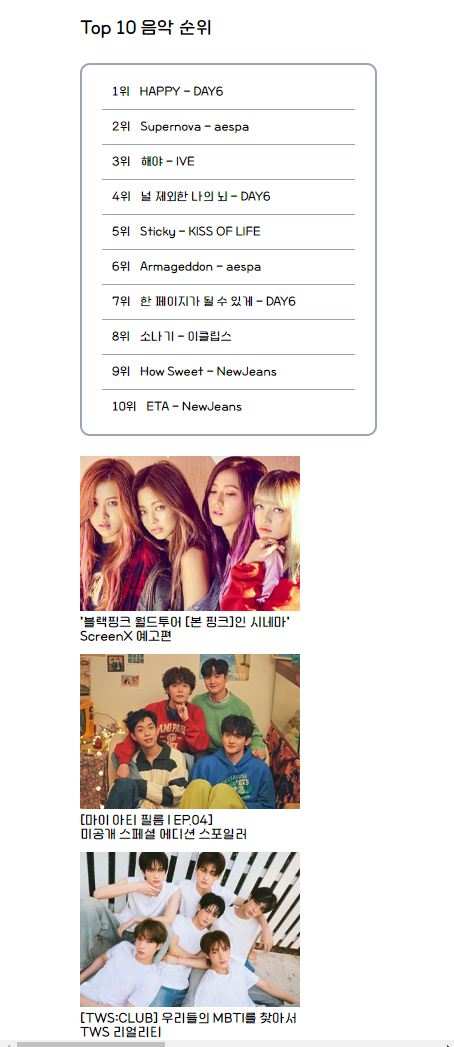 Top 10 음악 순위
1위 HAPPY - DAY6
2위 Supernova - aespa
3위 해야 - IVE
4위 널 제외한 나의 뇌 - DAY6
5위 Sticky - KISS OF LIFE
6위 Armageddon - aespa
7위 한 페이지가 될 수 있게 - DAY6
8위 소나기 - 이클립스
9위 How Sweet - NewJeans
10위 ETA - NewJeans
'블랙핑크 월드투어 [본 핑크]인 시네마'
ScreenX 예고편
[마이 아티 필름 | EP.04]
미공개 스페셜 에디션 스포일러
[TWS:CLUB] 우리들의 MBTI를 찾아서
TWS 리얼리티